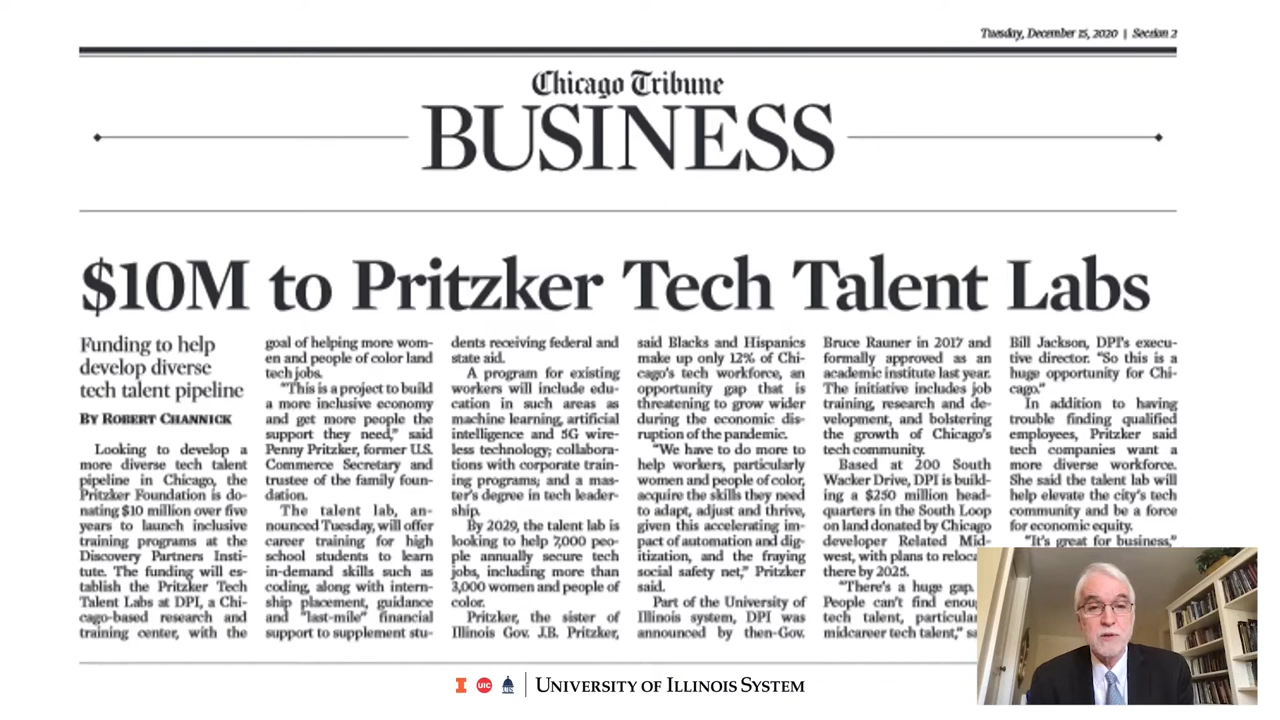 Tuesday, December 15, 2020 | Section 2
Chicago Tribune
BUSINESS
$10M to Pritzker Tech Talent Labs
Funding to help
develop diverse
tech talent pipeline
BY ROBERT CHANNICK
Looking to develop a
more diverse tech talent
pipeline in Chicago, the
Pritzker Foundation is do-
nating $10 million over five
years to launch inclusive
training programs at the
Discovery Partners Insti-
tute. The funding will es-
tablish the Pritzker Tech
Talent Labs at DPI, a Chi-
cago-based research and
training center, with the
goal of helping more wom-
en and people of color land
tech jobs.
"This is a project to build
a more inclusive economy
and get more people the
support they need," said
Penny Pritzker, former U.S.
Commerce Secretary and
trustee of the family foun-
dation.
The talent lab, an-
nounced Tuesday, will offer
career training for high
school students to learn
in-demand skills such as
coding, along with intern-
ship placement, guidance
and "last-mile" financial
support to supplement stu-
dents receiving federal and
state aid.
A program for existing
workers will include edu-
cation in such areas as
machine learning, artificial
intelligence and 5G wire-
less technology; collabora-
tions with corporate train-
ing programs; and a mas-
ter's degree in tech leader-
ship.
By 2029, the talent lab is
looking to help 7,000 peo-
ple annually secure tech
jobs, including more than
3,000 women and people of
color.
Pritzker, the sister of
Illinois Gov. J.B. Pritzker,
said Blacks and Hispanics
make up only 12% of Chi-
cago's tech workforce, an
opportunity gap that is
threatening to grow wider
during the economic dis-
ruption of the pandemic.
"We have to do more to
help workers, particularly
women and people of color,
acquire the skills they need
to adapt, adjust and thrive,
given this accelerating im-
pact of automation and dig-
itization, and the fraying
social safety net," Pritzker
said.
Part of the University of
Illinois system, DPI was
announced by then-Gov.
Bruce Rauner in 2017 and
formally approved as an
academic institute last year.
The initiative includes job
training, research and de-
velopment, and bolstering
the growth of Chicago's
tech community.
Based at 200 South
Wacker Drive, DPI is build-
ing a $250 million head-
quarters in the South Loop
on land donated by Chicago
developer Related Mid-
west, with plans to reloca
there by 2025.
"There's a huge gap.
People can't find enoug
tech talent, particular
midcareer tech talent," sa
Bill Jackson, DPI's execu-
tive director. "So this is a
huge opportunity for Chi-
cago."
In addition to having
trouble finding qualified
employees, Pritzker said
tech companies want a
more diverse workforce.
She said the talent lab will
help elevate the city's tech
community and be a force
for economic equity.
"It's great for business,"
I UIC UIS
UNIVERSITY OF ILLINOIS SYSTEM